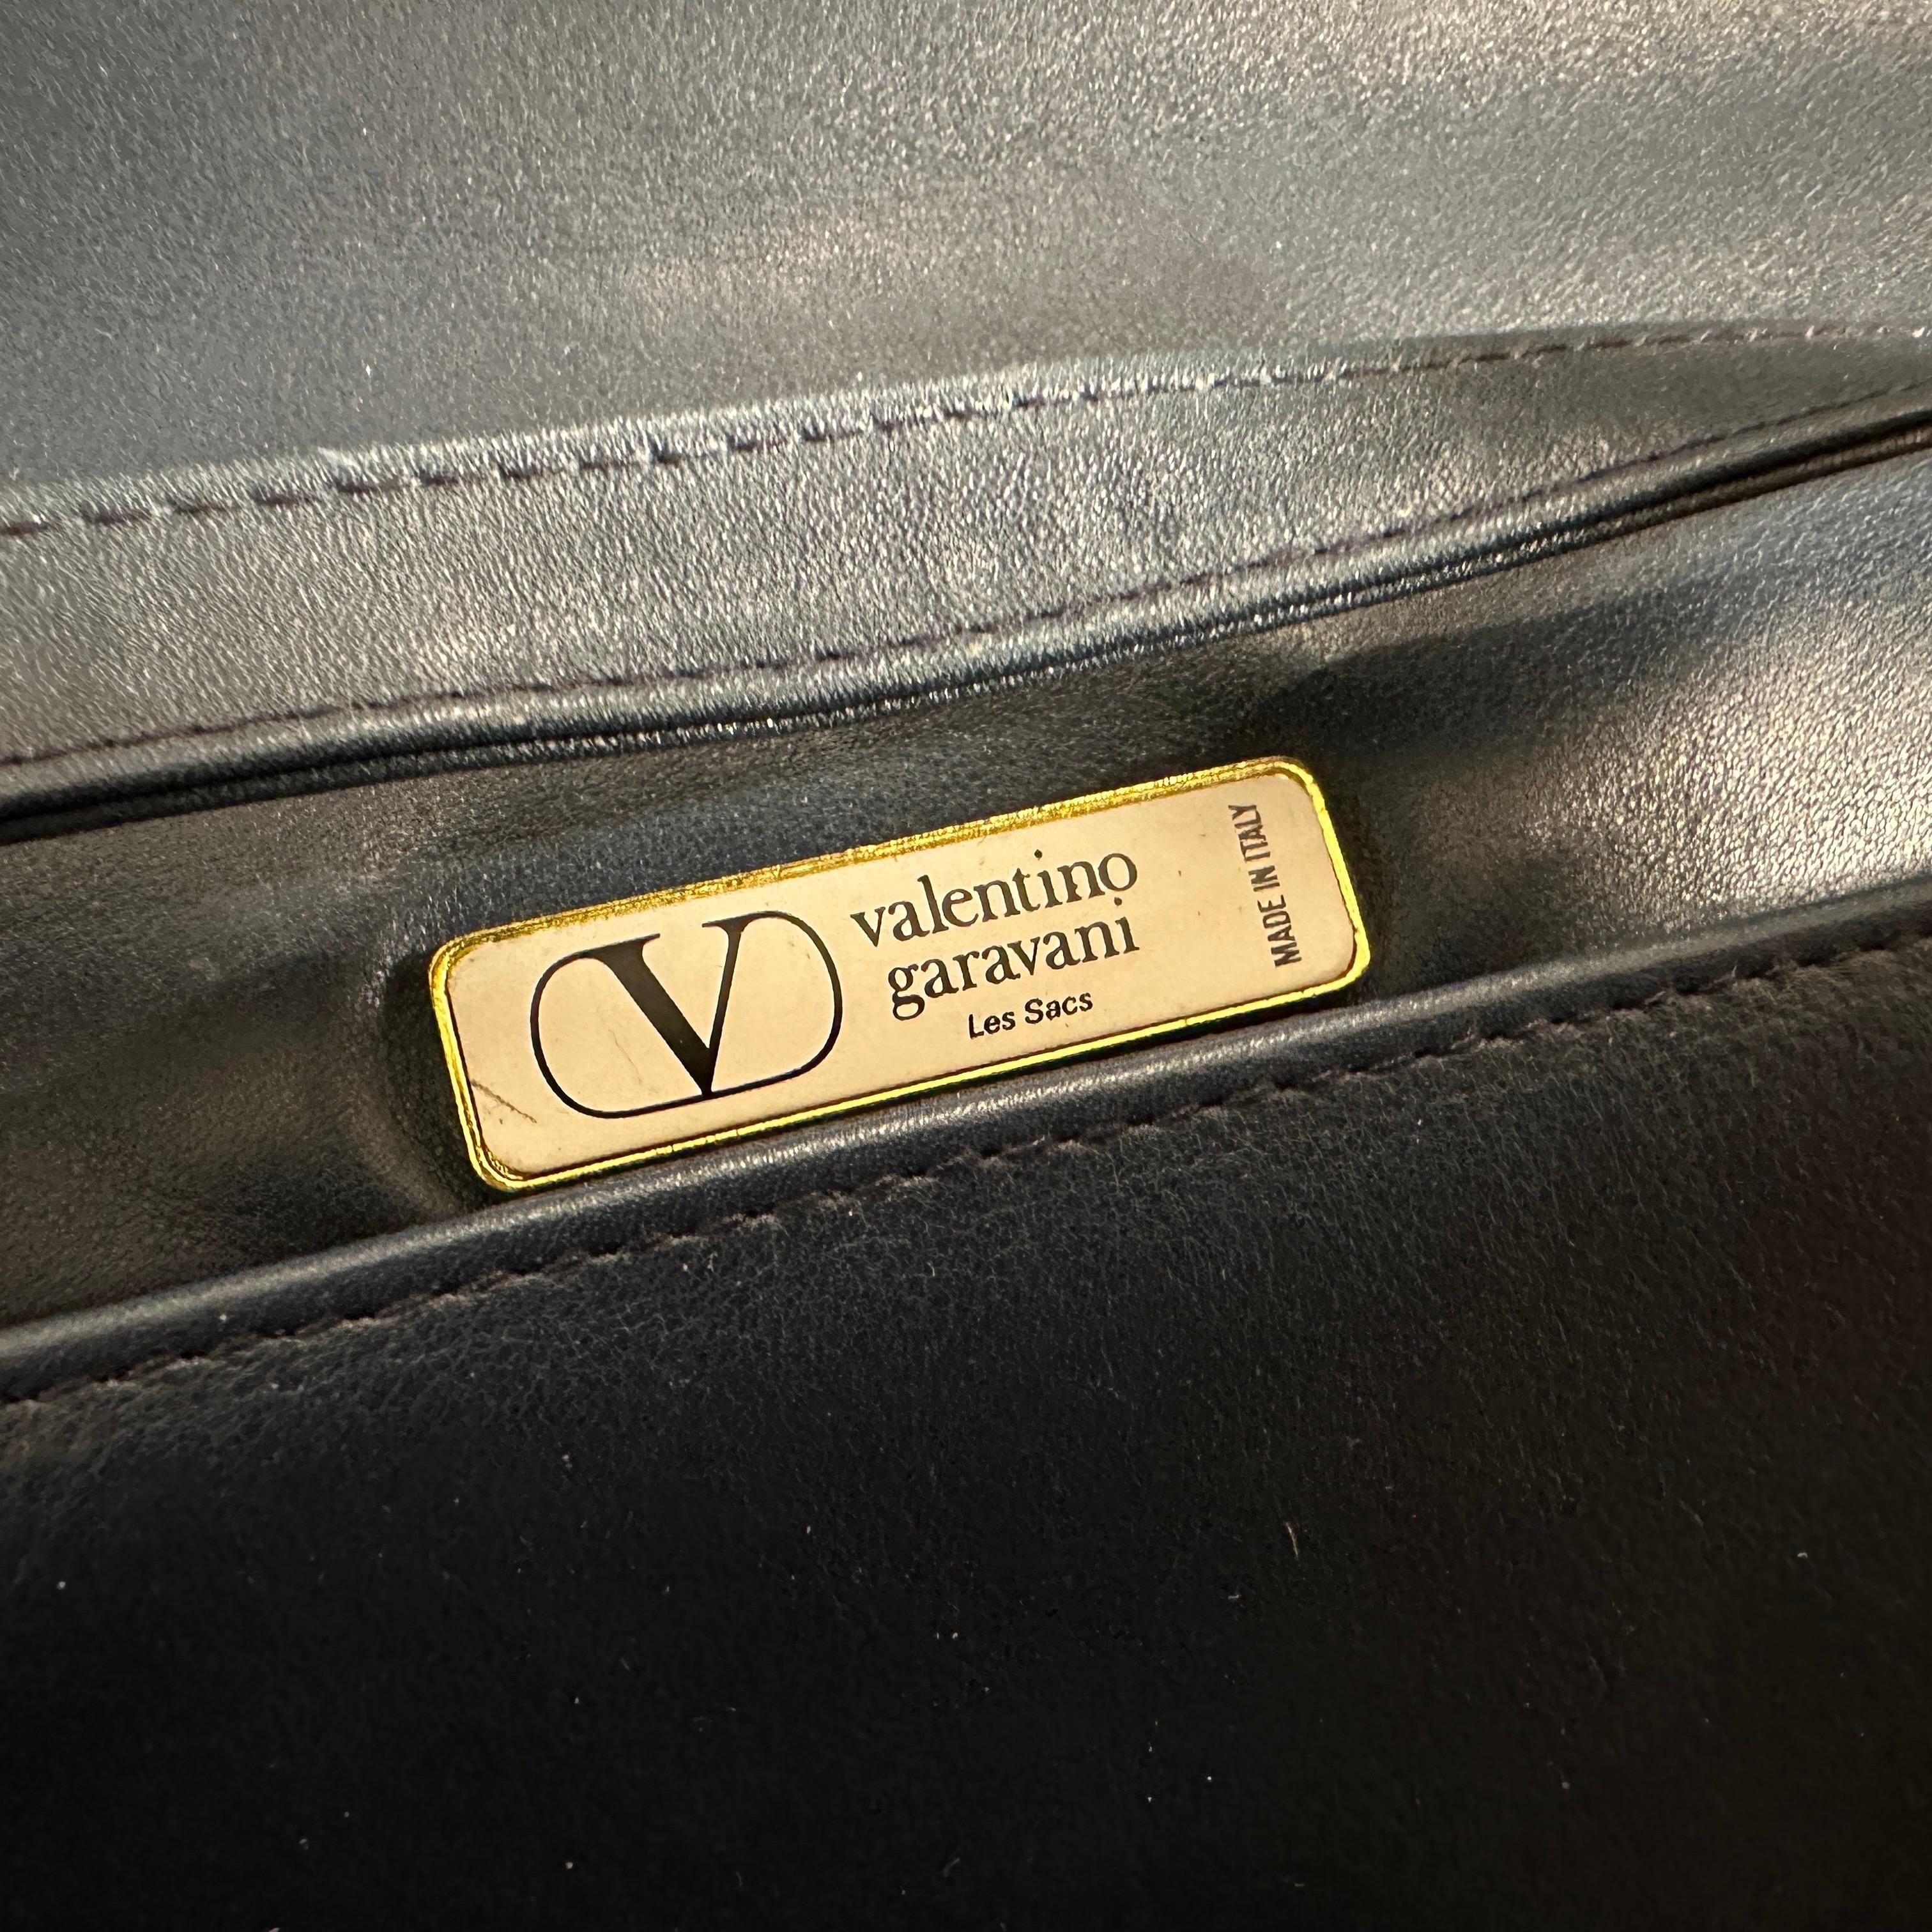 V
valentino
garavani
Les Sacs
MADE IN ITALY